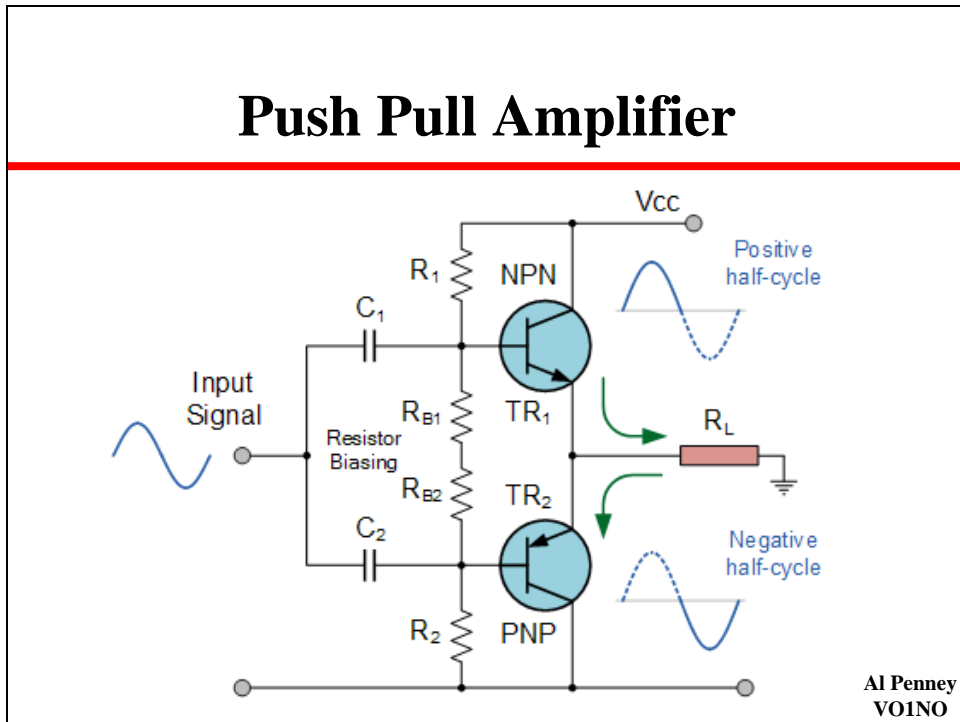 Push Pull Amplifier
Vcc
Positive
half-cycle
R1
NPN
C1
Input
Signal
RB1
TR1
RL
Resistor
Biasing
RB2
TR2
C2
Negative
half-cycle
R2
PNP
Al Penney
VO1NO